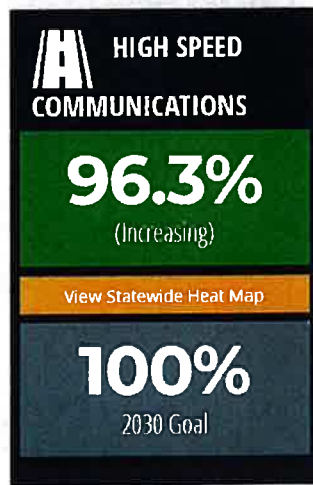 HIGH SPEED
COMMUNICATIONS
96.3%
(Increasing)
View Statewide Heat Map
100%
2030 Goal